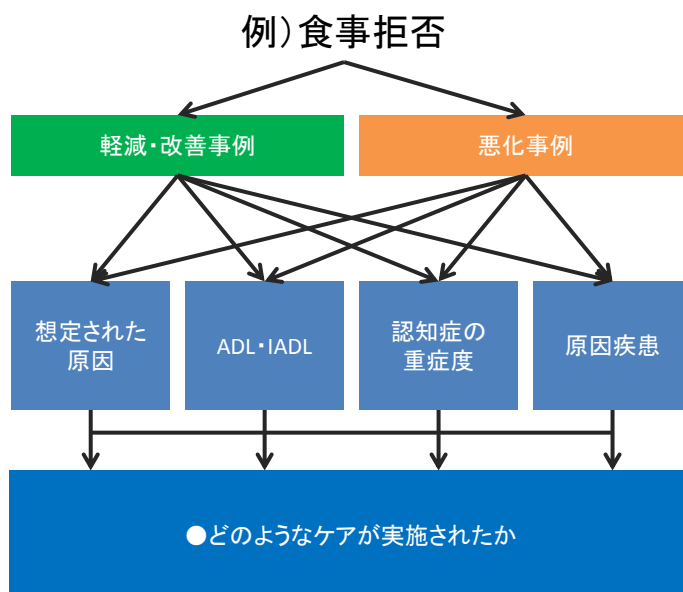 例）食事拒否
軽減・改善事例
悪化事例
想定された
原因
ADL・IADL
認知症の
重症度
原因疾患
●どのようなケアが実施されたか